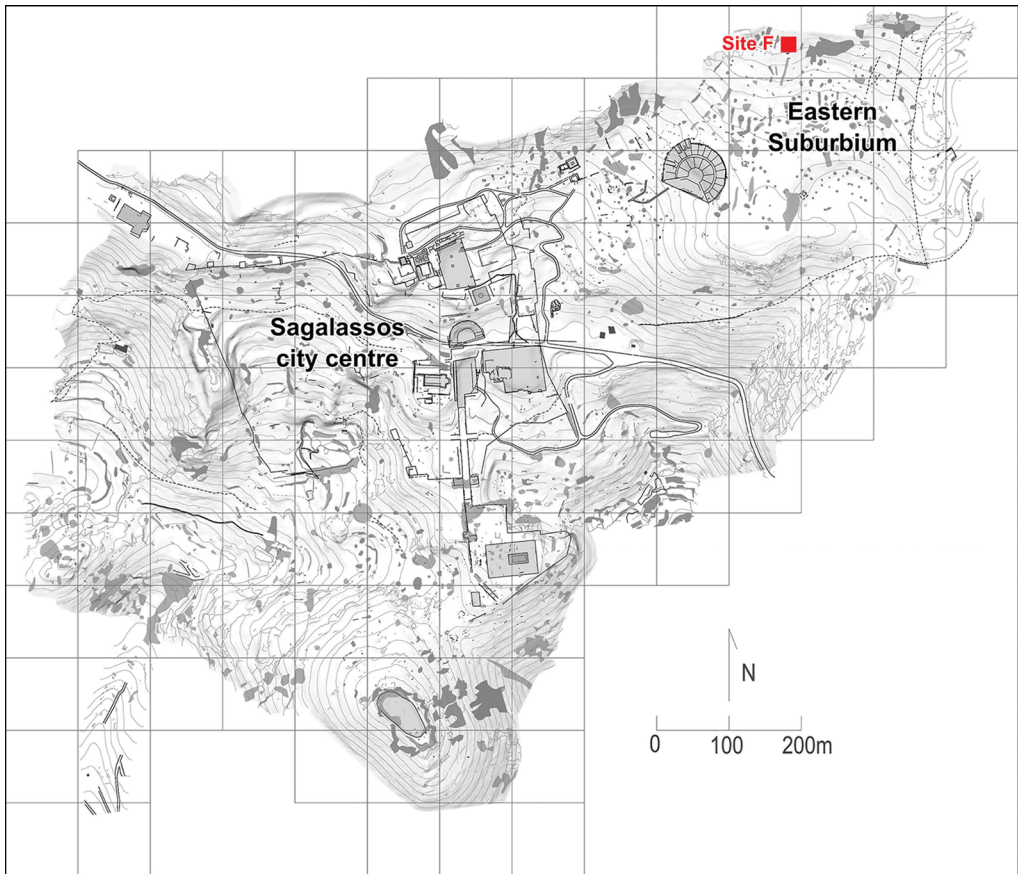 Site F
Eastern
Suburbium
Sagalassos
city centre
N
0 100 200m